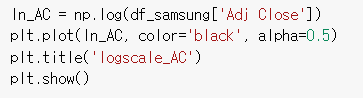 ln_AC = np.log(df_samsung['Adj Close'])
plt.plot(ln_AC, color='black', alpha=0.5)
plt.title('logscale_AC')
plt.show()